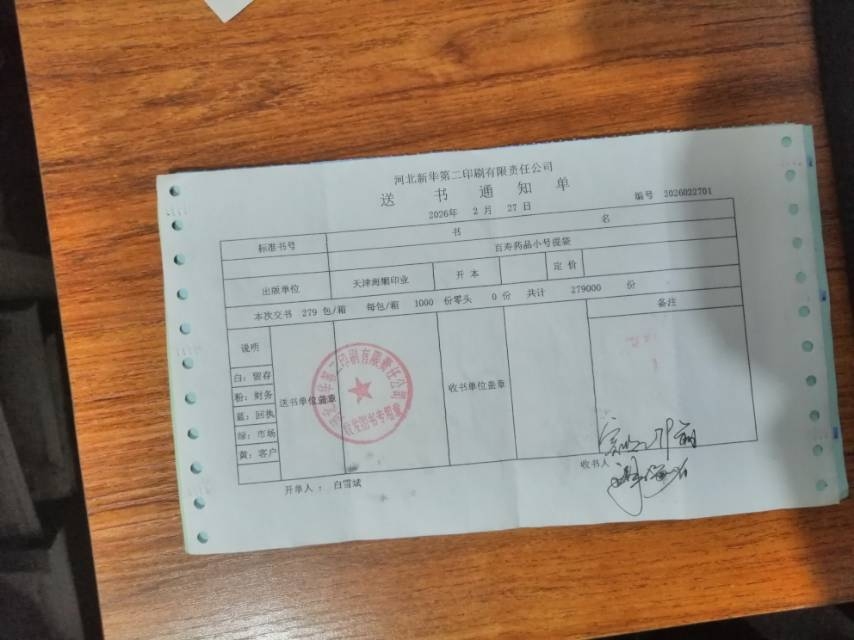 河北新华第二印刷有限责任公司
送 书 通 知 单
2026年 2 月 27 日
编号 2026022701
标准书号
书 名
百寿药品小号提袋
出版单位 天津海顺印业 开 本 定 价
本次交书 279 包/箱 每包/箱 1000 份零头 0 份 共计 279000 份
说明
备注
白: 留存
粉: 财务
蓝: 回执
绿: 市场
黄: 客户
送书单位盖章
收书单位盖章
开单人 : 白雪斌
收书人